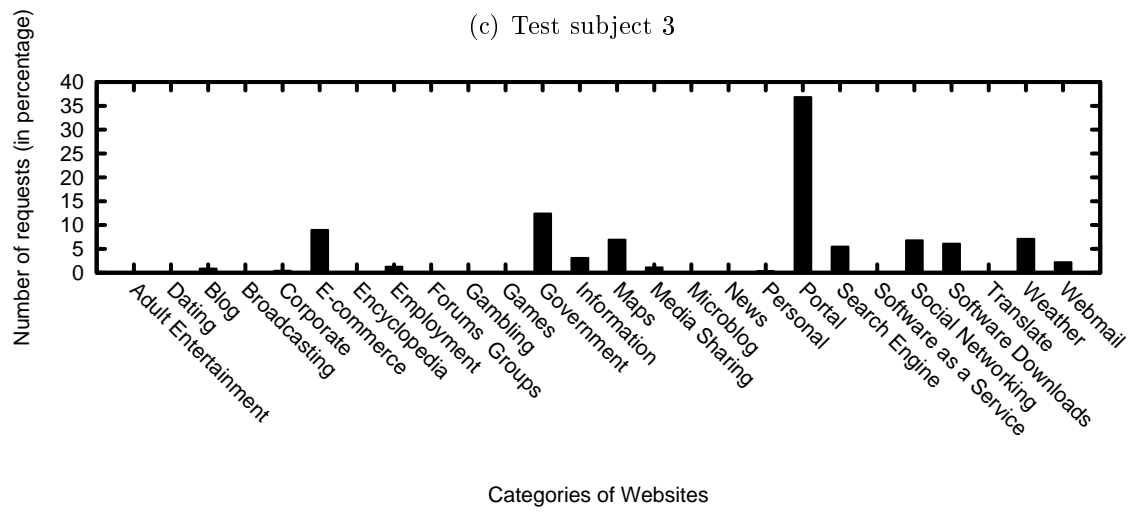 (c) Test subject 3
Number of requests (in percentage)
40
35
30
25
20
15
10
5
0
Adult Entertainment
Dating
Blog
Broadcasting
Corporate
E-commerce
Encyclopedia
Employment
Forums Groups
Gambling
Games
Government
Information
Maps
Media Sharing
Microblog
News
Personal
Portal
Search Engine
Software as a Service
Social Networking
Software Downloads
Translate
Weather
Webmail
Categories of Websites